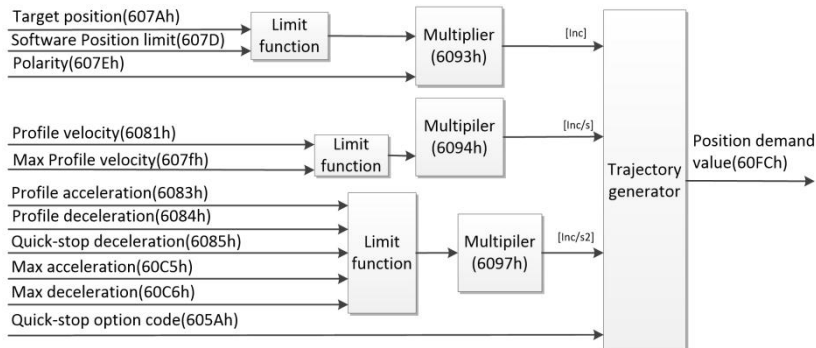 Target position(607Ah)
Software Position limit(607D)
Polarity(607Eh)
Limit
function
Multiplier
(6093h)
[Inc]
Profile velocity(6081h)
Max Profile velocity(607fh)
Limit
function
Multipiler
(6094h)
[Inc/s]
Profile acceleration(6083h)
Profile deceleration(6084h)
Quick-stop deceleration(6085h)
Max acceleration(60C5h)
Max deceleration(60C6h)
Limit
function
Multipiler
(6097h)
[Inc/s2]
Quick-stop option code(605Ah)
Trajectory
generator
Position demand
value(60FCh)